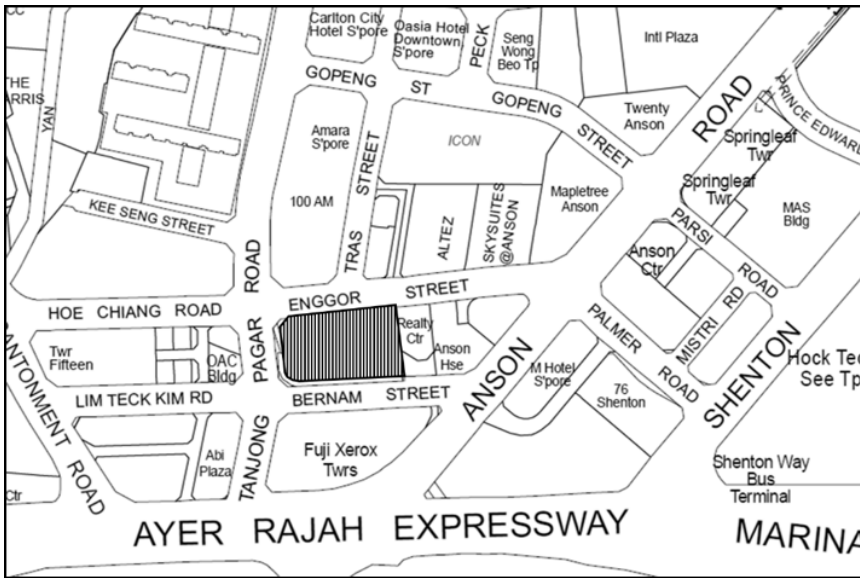 CC
Carlton City
Hotel S'pore
Oasia Hotel
Downtown
S'pore
PECK
Seng
Wong
Beo Tp
Intl Plaza
THE
YAN
GOPENG ST
GOPENG STREET
Twenty
Anson
ROAD
PRINCE EDWARD
Amara
S'pore
ICON
Springleaf
Twr
Springleaf
Twr
100 AM
TRAS STREET
ALTEZ
SKYSUITES
@ANSON
Mapletree
Anson
MAS
Bldg
KEE SENG STREET
PARSI ROAD
Anson
Ctr
HOE CHIANG ROAD
ENGGOR STREET
PALMER ROAD
MISTRI RD
SHENTON
Twr
Fifteen
OAC
Bldg
TANJONG PAGAR ROAD
Realty
Ctr
Anson
Hse
ANSON
M Hotel
S'pore
76
Shenton
Hock Tec
See Tp
LIM TECK KIM RD
BERNAM STREET
ANTONMENT ROAD
Abi
Plaza
Fuji Xerox
Twrs
Shenton Way
Bus
Terminal
Ctr
AYER RAJAH EXPRESSWAY
MARINA